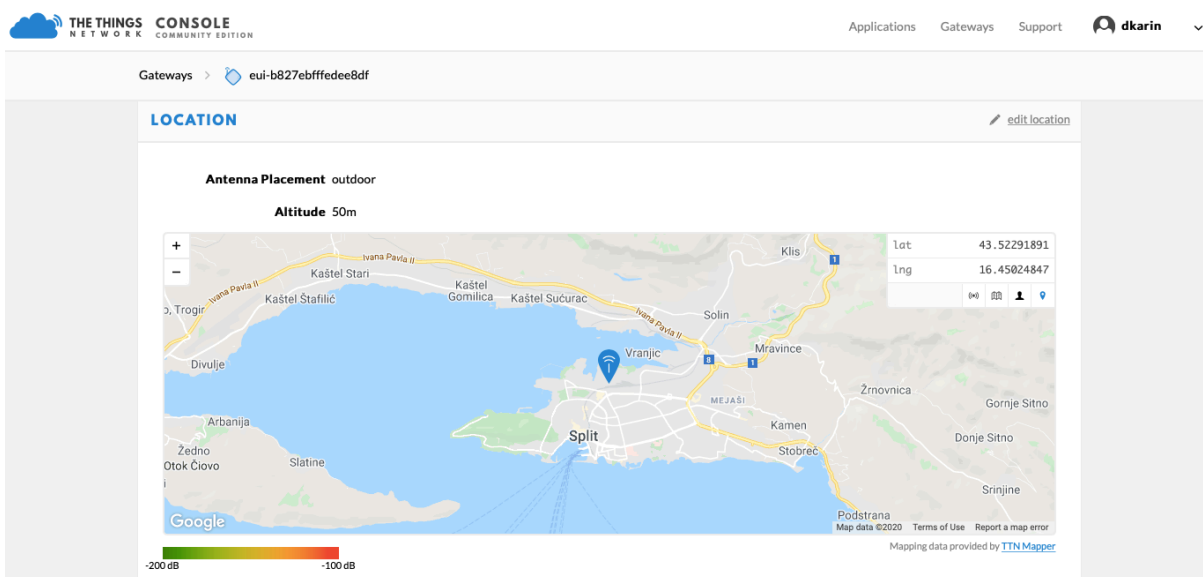 THE THINGS NETWORK CONSOLE COMMUNITY EDITION
Applications Gateways Support dkarin
Gateways > eui-b827ebfffedee8df
LOCATION edit location
Antenna Placement outdoor
Altitude 50m
+
−
lat 43.52291891
lng 16.45024847
Klis
1
Ivana Pavla II
Kaštel Stari
Kaštel Gomilica
Kaštel Sućurac
Ivana Pavla II
Kaštel Štafilić
o, Trogir
Ivana Pavla II
Solin
Vranjic
Mravince
8
1
Divulje
Žrnovnica
MEJAŠI
Gornje Sitno
Arbanija
Kamen
Split
Donje Sitno
Žedno
Stobreč
Otok Čiovo
Slatine
Srinjine
Podstrana
Google
Map data ©2020 Terms of Use Report a map error
Mapping data provided by TTN Mapper
-200 dB -100 dB